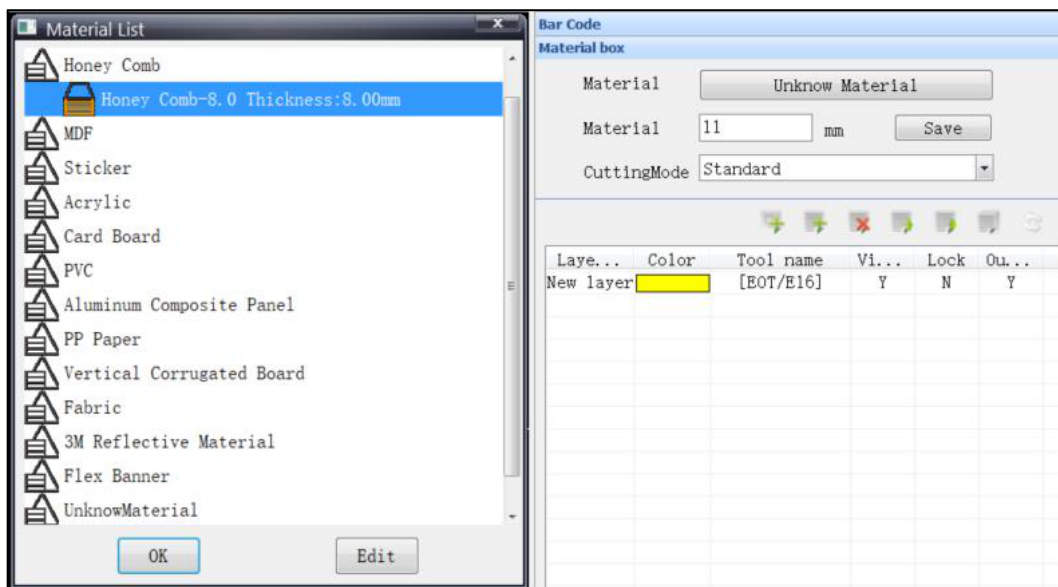 Material List
x
Honey Comb
Honey Comb-8.0 Thickness:8.00mm
MDF
Sticker
Acrylic
Card Board
PVC
Aluminum Composite Panel
PP Paper
Vertical Corrugated Board
Fabric
3M Reflective Material
Flex Banner
UnknowMaterial
OK Edit
Bar Code
Material box
Material Unknow Material
Material 11 mm Save
CuttingMode Standard
Laye... Color Tool name Vi... Lock Ou...
New layer [EOT/E16] Y N Y